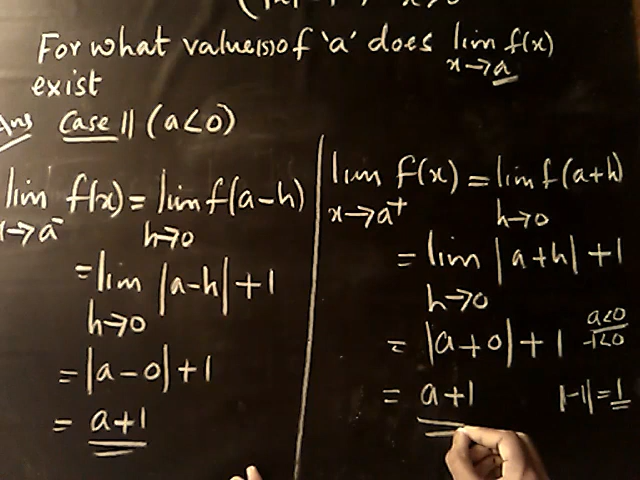 For what value(s) of 'a' does lim f(x)
x→a
exist
Ans Case || (a<0)
lim f(x) = lim f(a-h)
x→a⁻ h→0
= lim |a-h| + 1
h→0
= |a-0| + 1
= a+1
lim f(x) = lim f(a+h)
x→a⁺ h→0
= lim |a+h| + 1
h→0
= |a+0| + 1
= a+1
a<0
-1<0
|-1| = 1